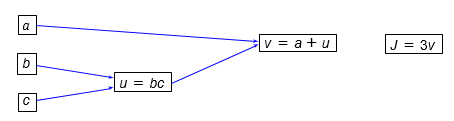 a
v = a + u
J = 3v
b
u = bc
c